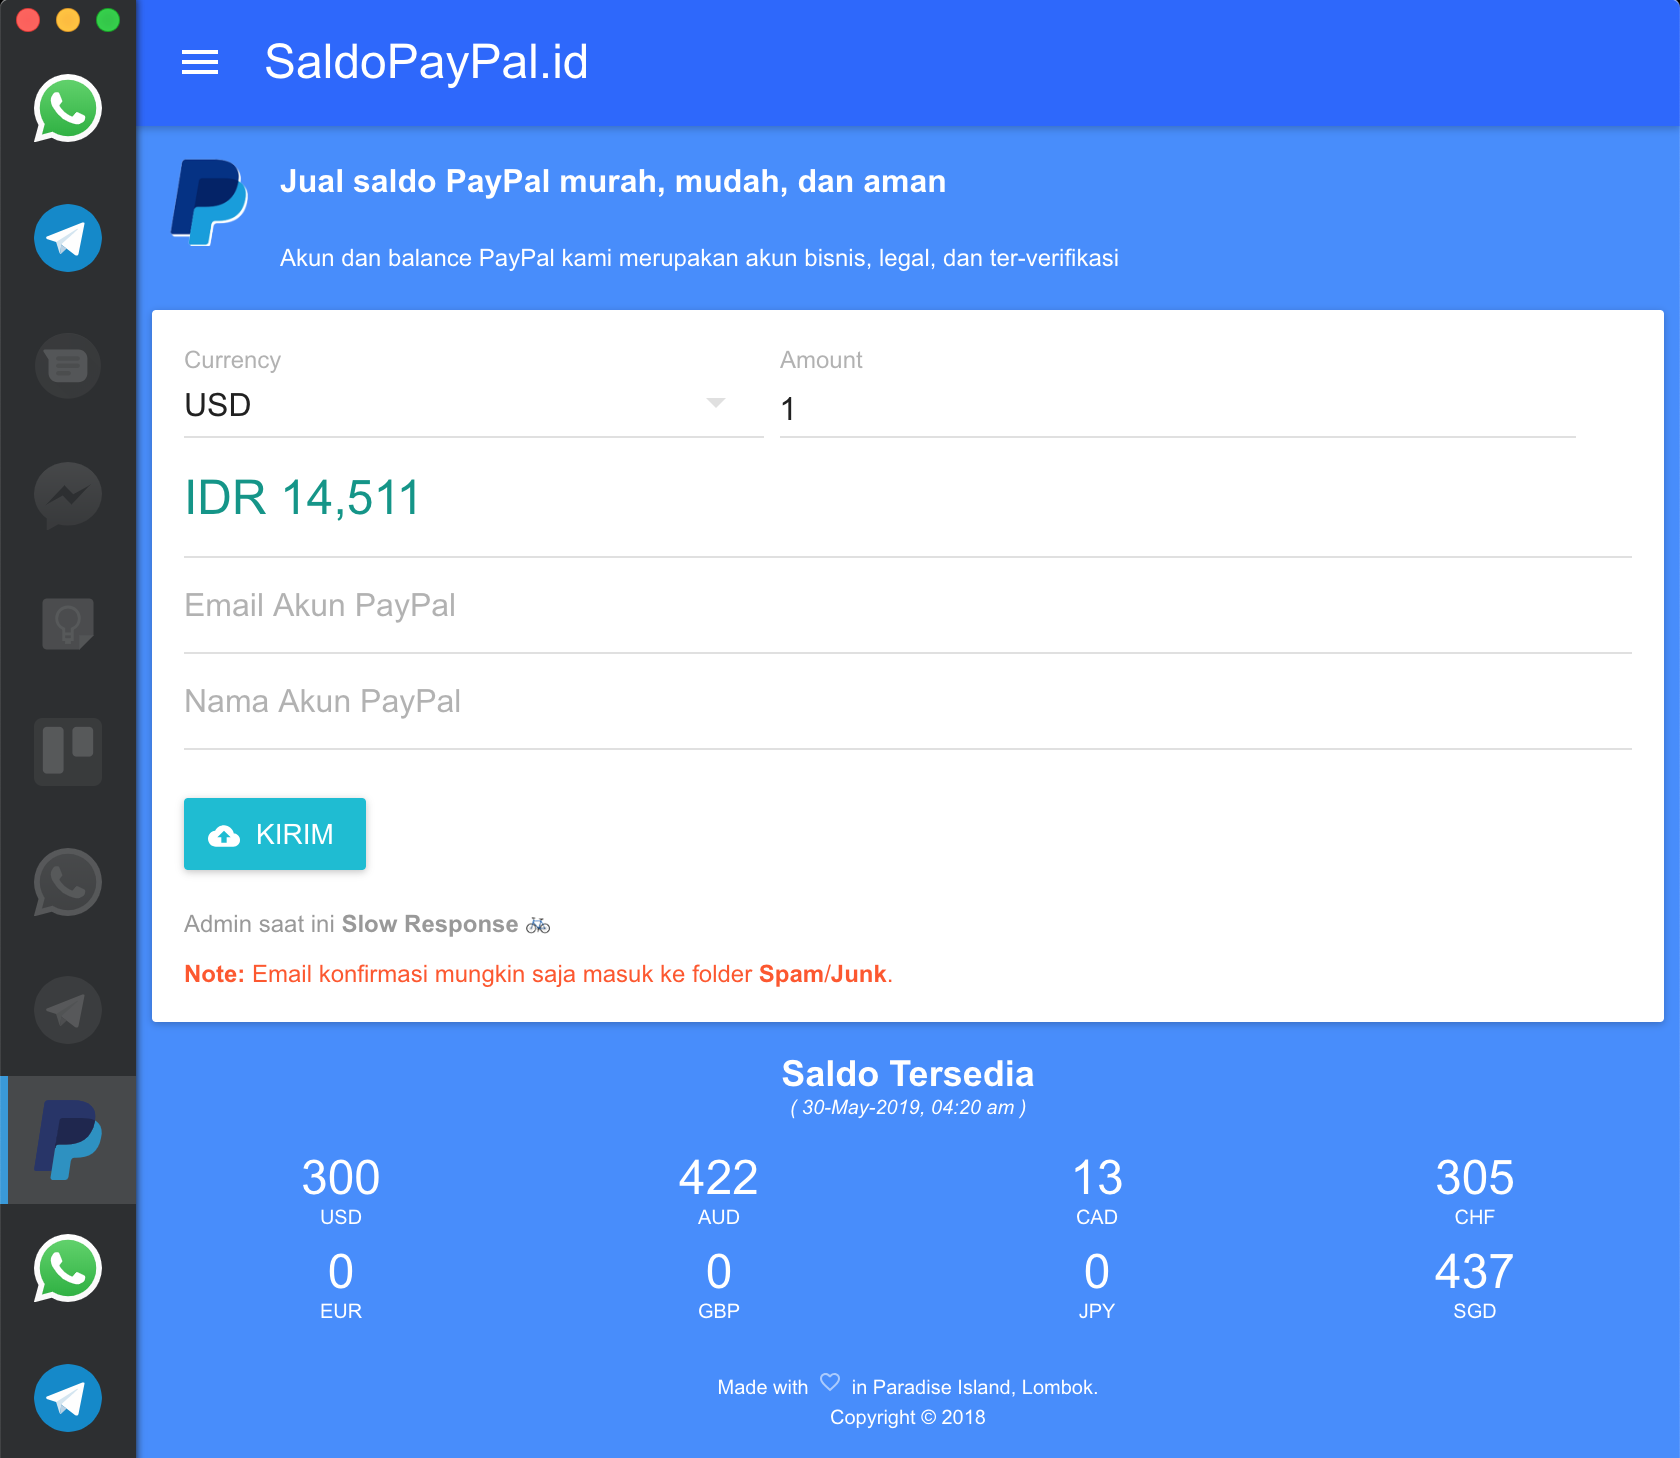 SaldoPayPal.id
Jual saldo PayPal murah, mudah, dan aman
Akun dan balance PayPal kami merupakan akun bisnis, legal, dan ter-verifikasi
Currency Amount
USD 1
IDR 14,511
Email Akun PayPal
Nama Akun PayPal
KIRIM
Admin saat ini Slow Response 🚲
Note: Email konfirmasi mungkin saja masuk ke folder Spam/Junk.
Saldo Tersedia
( 30-May-2019, 04:20 am )
300 422 13 305
USD AUD CAD CHF
0 0 0 437
EUR GBP JPY SGD
Made with ♡ in Paradise Island, Lombok.
Copyright © 2018